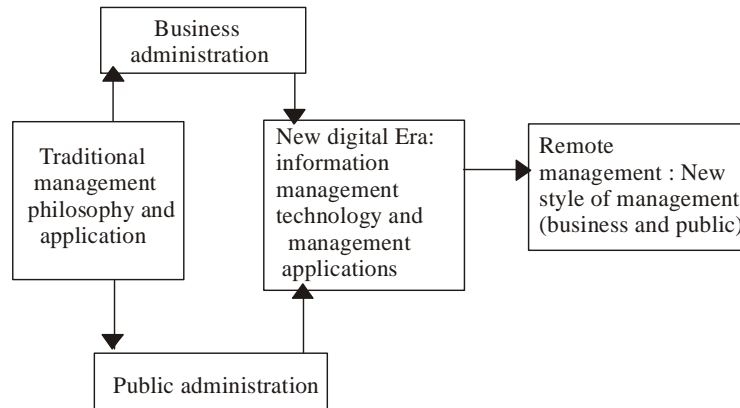 Business
administration
Traditional
management
philosophy and
application
New digital Era:
information
management
technology and
management
applications
Remote
management : New
style of management
(business and public)
Public administration